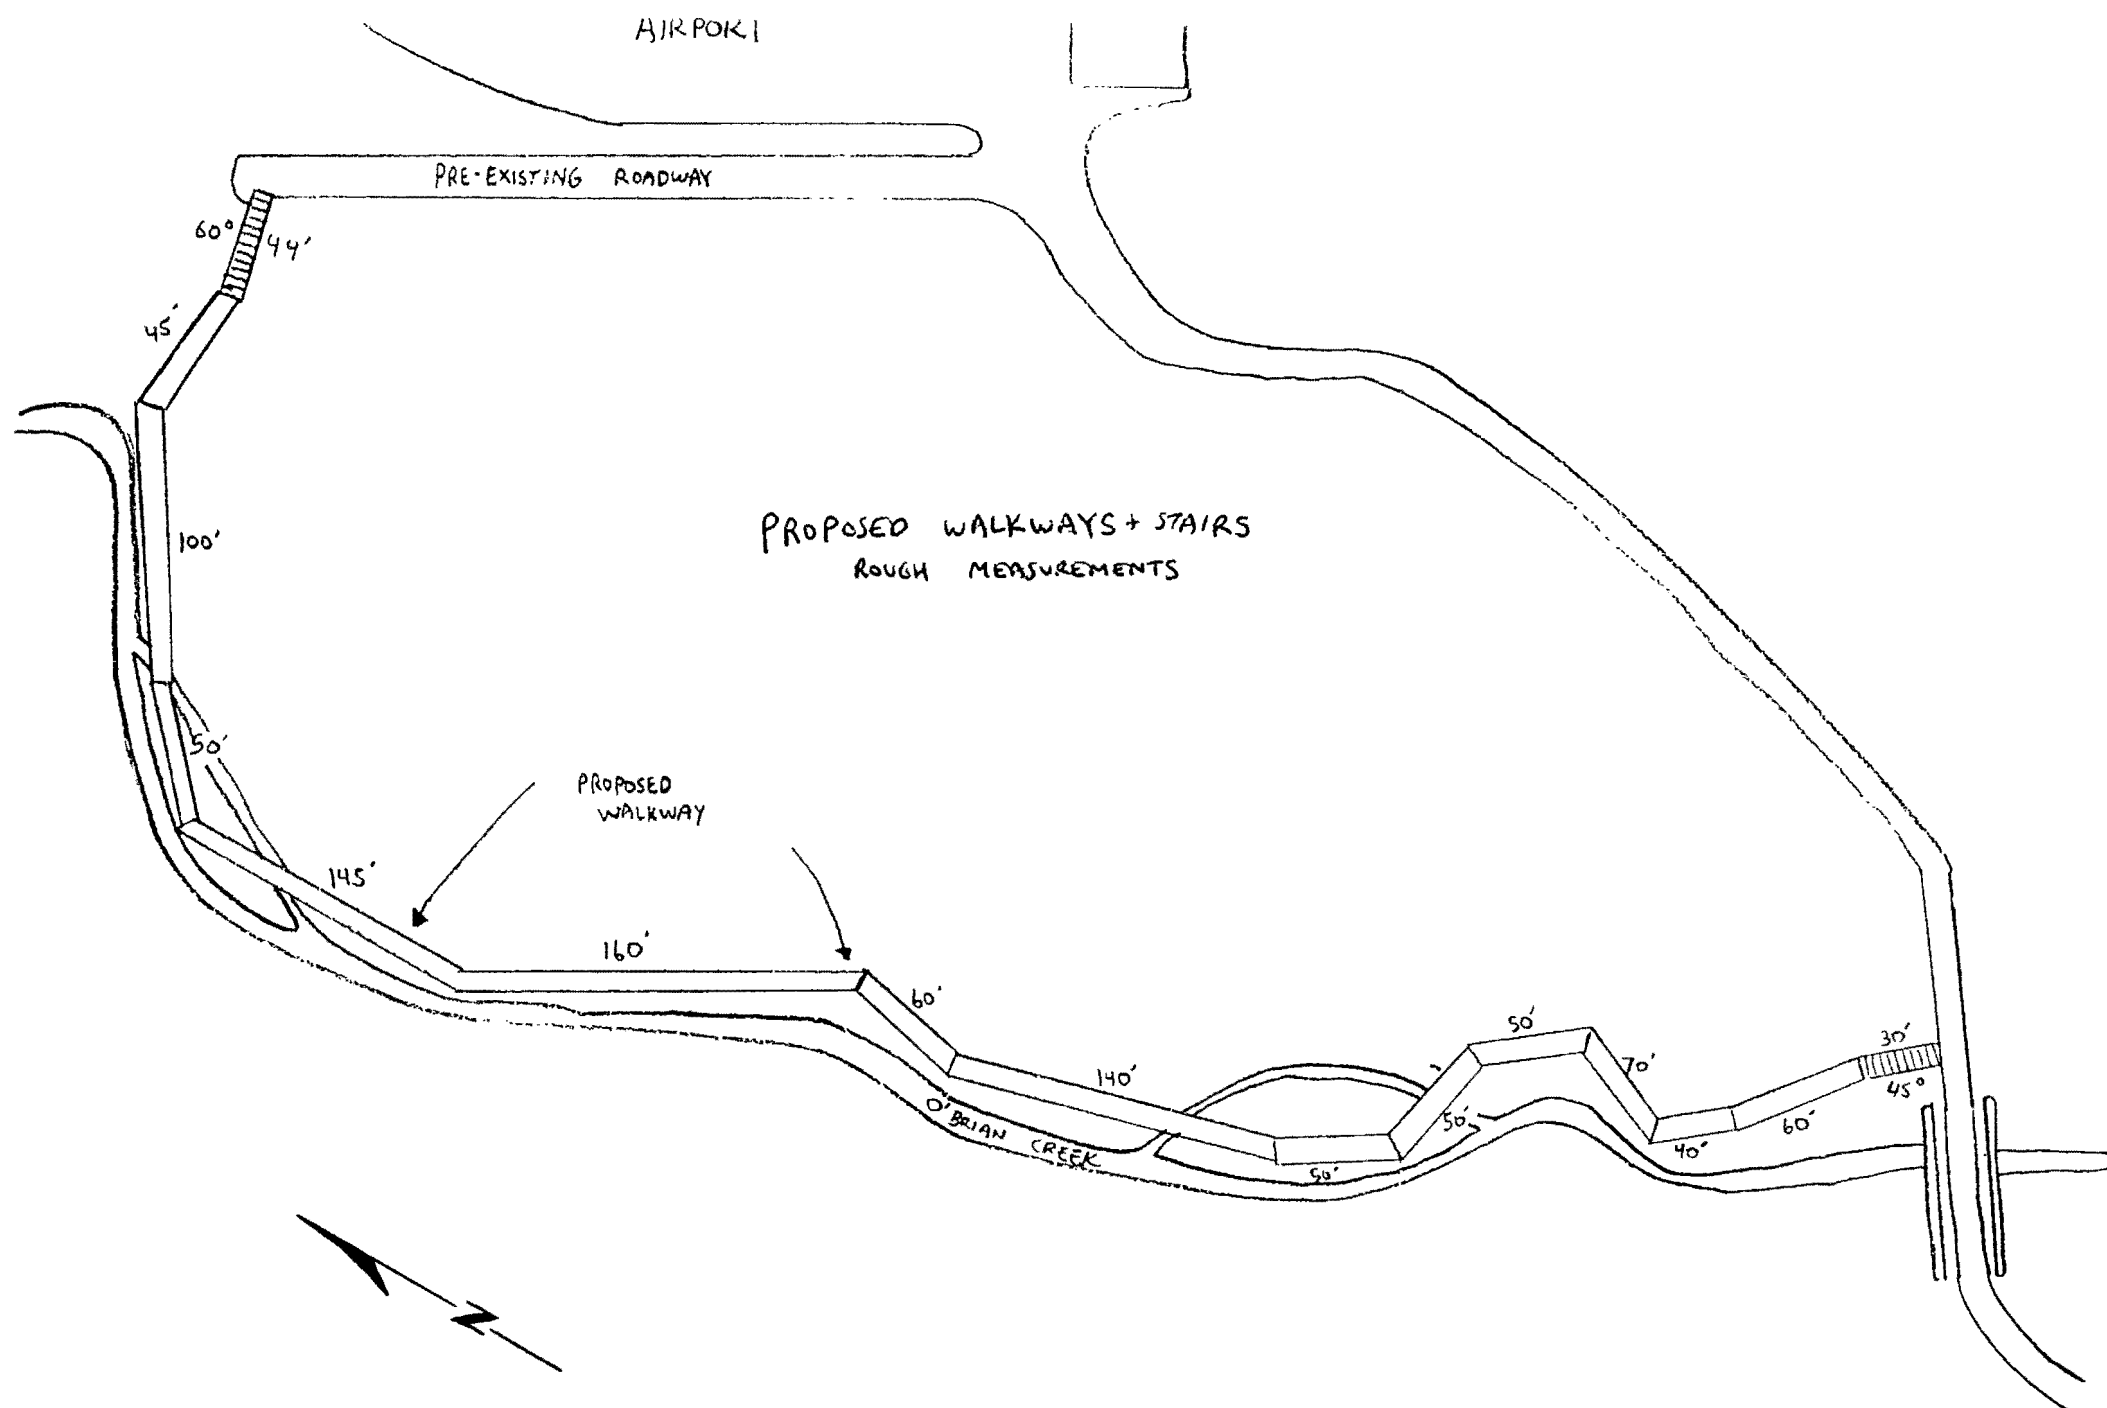 AIRPORT
PRE-EXISTING ROADWAY
60° 44'
45'
100'
PROPOSED WALKWAYS + STAIRS
ROUGH MEASUREMENTS
50'
PROPOSED
WALKWAY
145'
160'
60'
140'
O'BRIAN CREEK
50'
50'
50'
70'
40'
60'
30'
45°
N